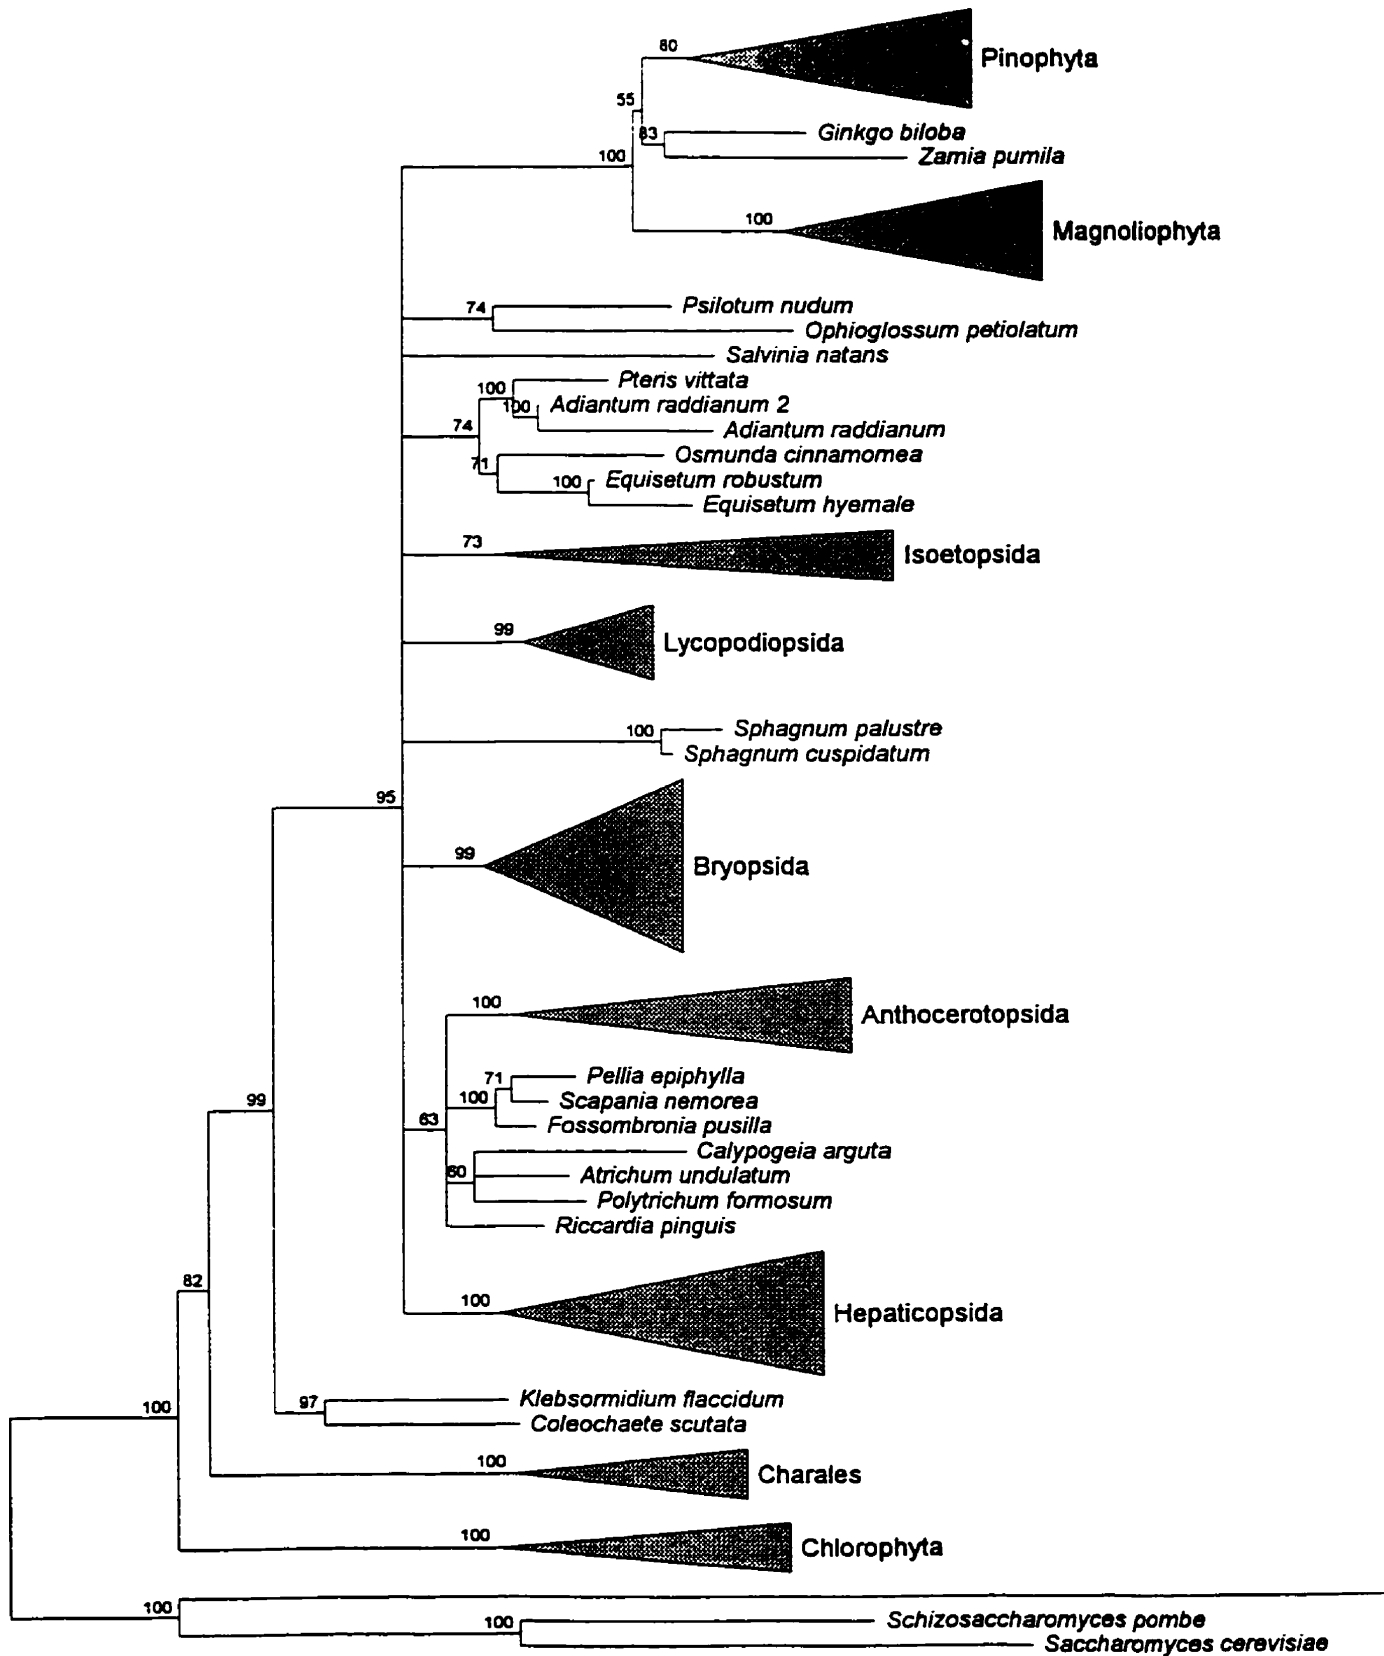 80
Pinophyta
55
83
Ginkgo biloba
Zamia pumila
100
100
Magnoliophyta
74
Psilotum nudum
Ophioglossum petiolatum
Salvinia natans
Pteris vittata
100
100
Adiantum raddianum 2
74
Adiantum raddianum
71
Osmunda cinnamomea
100
Equisetum robustum
Equisetum hyemale
73
Isoetopsida
99
Lycopodiopsida
100
Sphagnum palustre
Sphagnum cuspidatum
95
99
Bryopsida
100
Anthocerotopsida
71
Pellia epiphylla
99
100
Scapania nemorea
63
Fossombronia pusilla
Calypogeia arguta
60
Atrichum undulatum
Polytrichum formosum
Riccardia pinguis
82
100
Hepaticopsida
97
Klebsormidium flaccidum
100
Coleochaete scutata
100
Charales
100
Chlorophyta
100
100
Schizosaccharomyces pombe
Saccharomyces cerevisiae